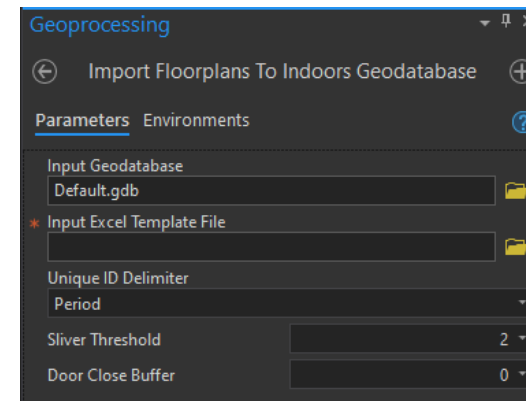 Geoprocessing
Import Floorplans To Indoors Geodatabase
Parameters Environments
Input Geodatabase
Default.gdb
* Input Excel Template File
Unique ID Delimiter
Period
Sliver Threshold 2
Door Close Buffer 0